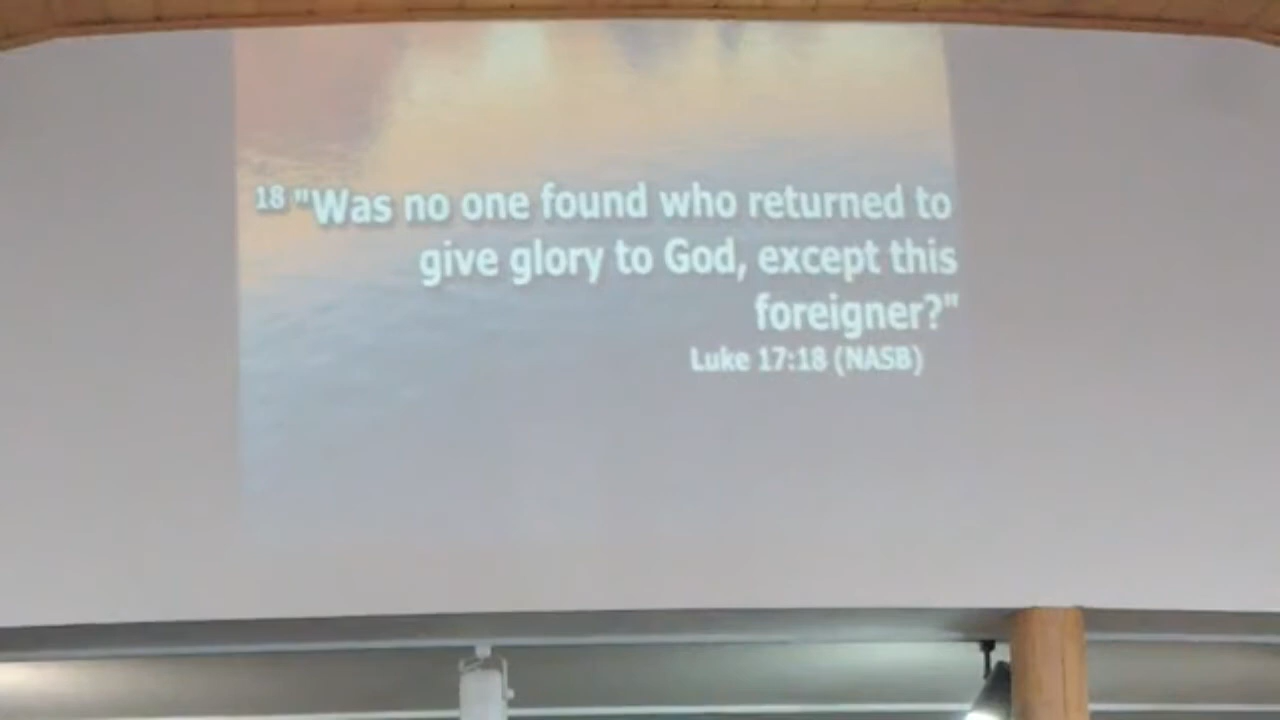 18 "Was no one found who returned to
give glory to God, except this
foreigner?"
Luke 17:18 (NASB)